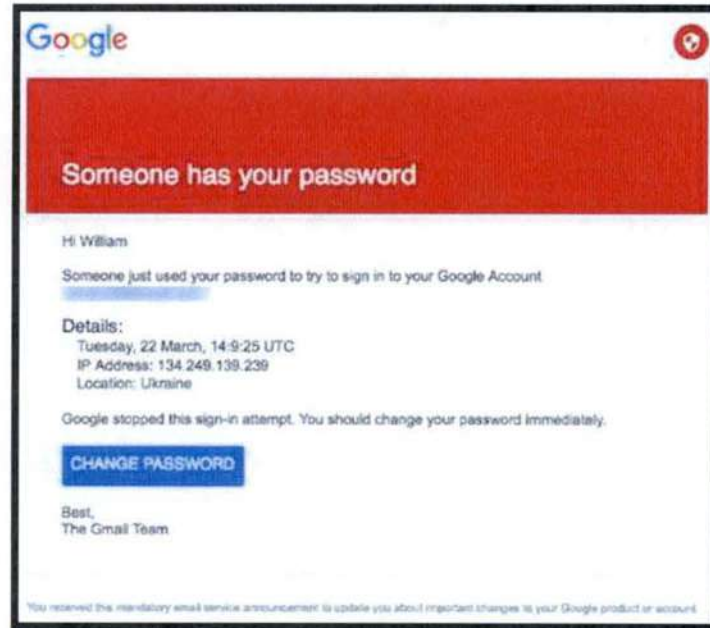 Google
Someone has your password
Hi William
Someone just used your password to try to sign in to your Google Account
Details:
Tuesday, 22 March, 14:9:25 UTC
IP Address: 134.249.139.239
Location: Ukraine
Google stopped this sign-in attempt. You should change your password immediately.
CHANGE PASSWORD
Best,
The Gmail Team
You received this mandatory email service announcement to update you about important changes to your Google product or account.